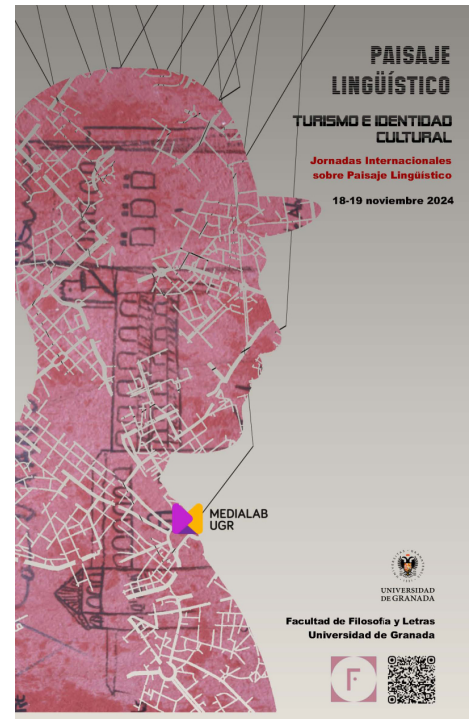 PAISAJE
LINGÜÍSTICO
TURISMO E IDENTIDAD
CULTURAL
Jornadas Internacionales
sobre Paisaje Lingüístico
18-19 noviembre 2024
MEDIALAB
UGR
UNIVERSIDAD
DE GRANADA
Facultad de Filosofía y Letras
Universidad de Granada
F